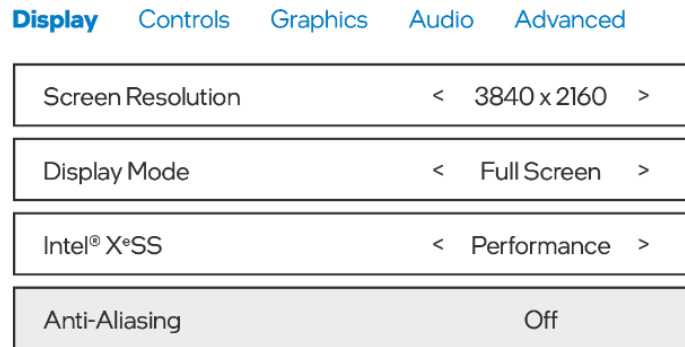 Display Controls Graphics Audio Advanced
Screen Resolution < 3840 x 2160 >
Display Mode < Full Screen >
Intel® XᵉSS < Performance >
Anti-Aliasing Off